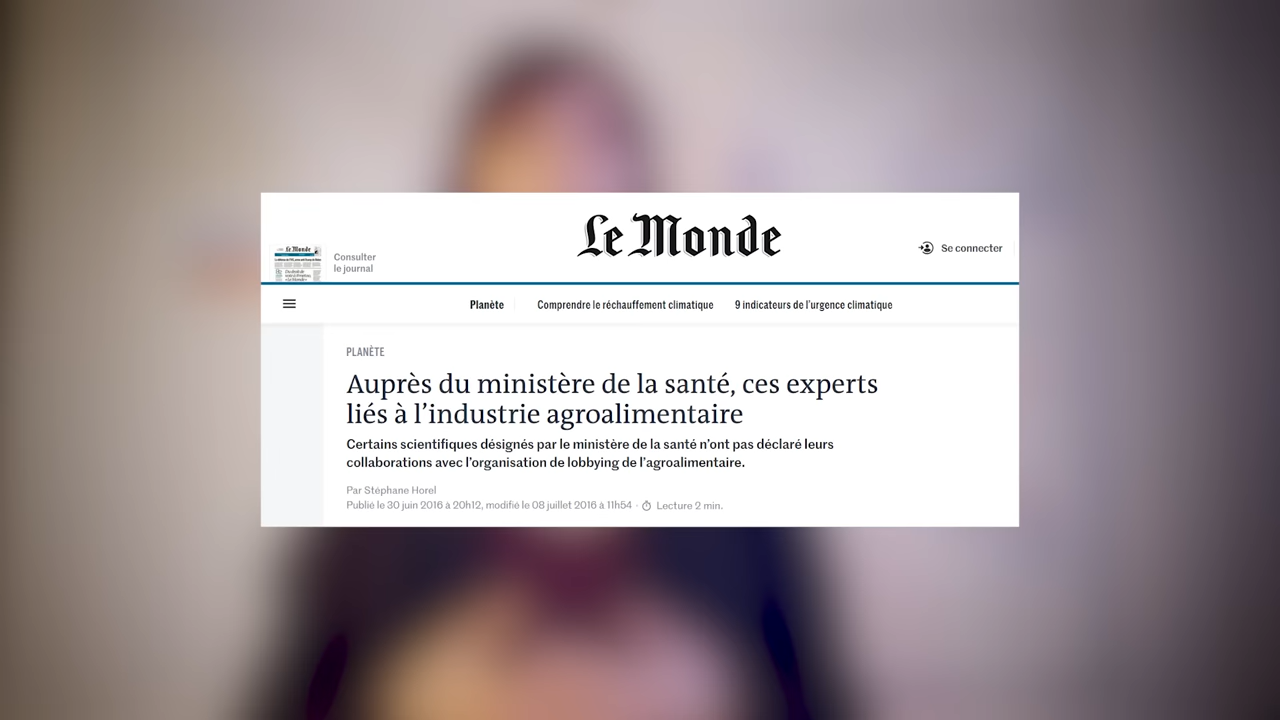 Le Monde
Consulter
le journal
Se connecter
Planète
Comprendre le réchauffement climatique
9 indicateurs de l'urgence climatique
PLANÈTE
Auprès du ministère de la santé, ces experts
liés à l'industrie agroalimentaire
Certains scientifiques désignés par le ministère de la santé n'ont pas déclaré leurs
collaborations avec l'organisation de lobbying de l'agroalimentaire.
Par Stéphane Horel
Publié le 30 juin 2016 à 20h12, modifié le 08 juillet 2016 à 11h54 · Lecture 2 min.